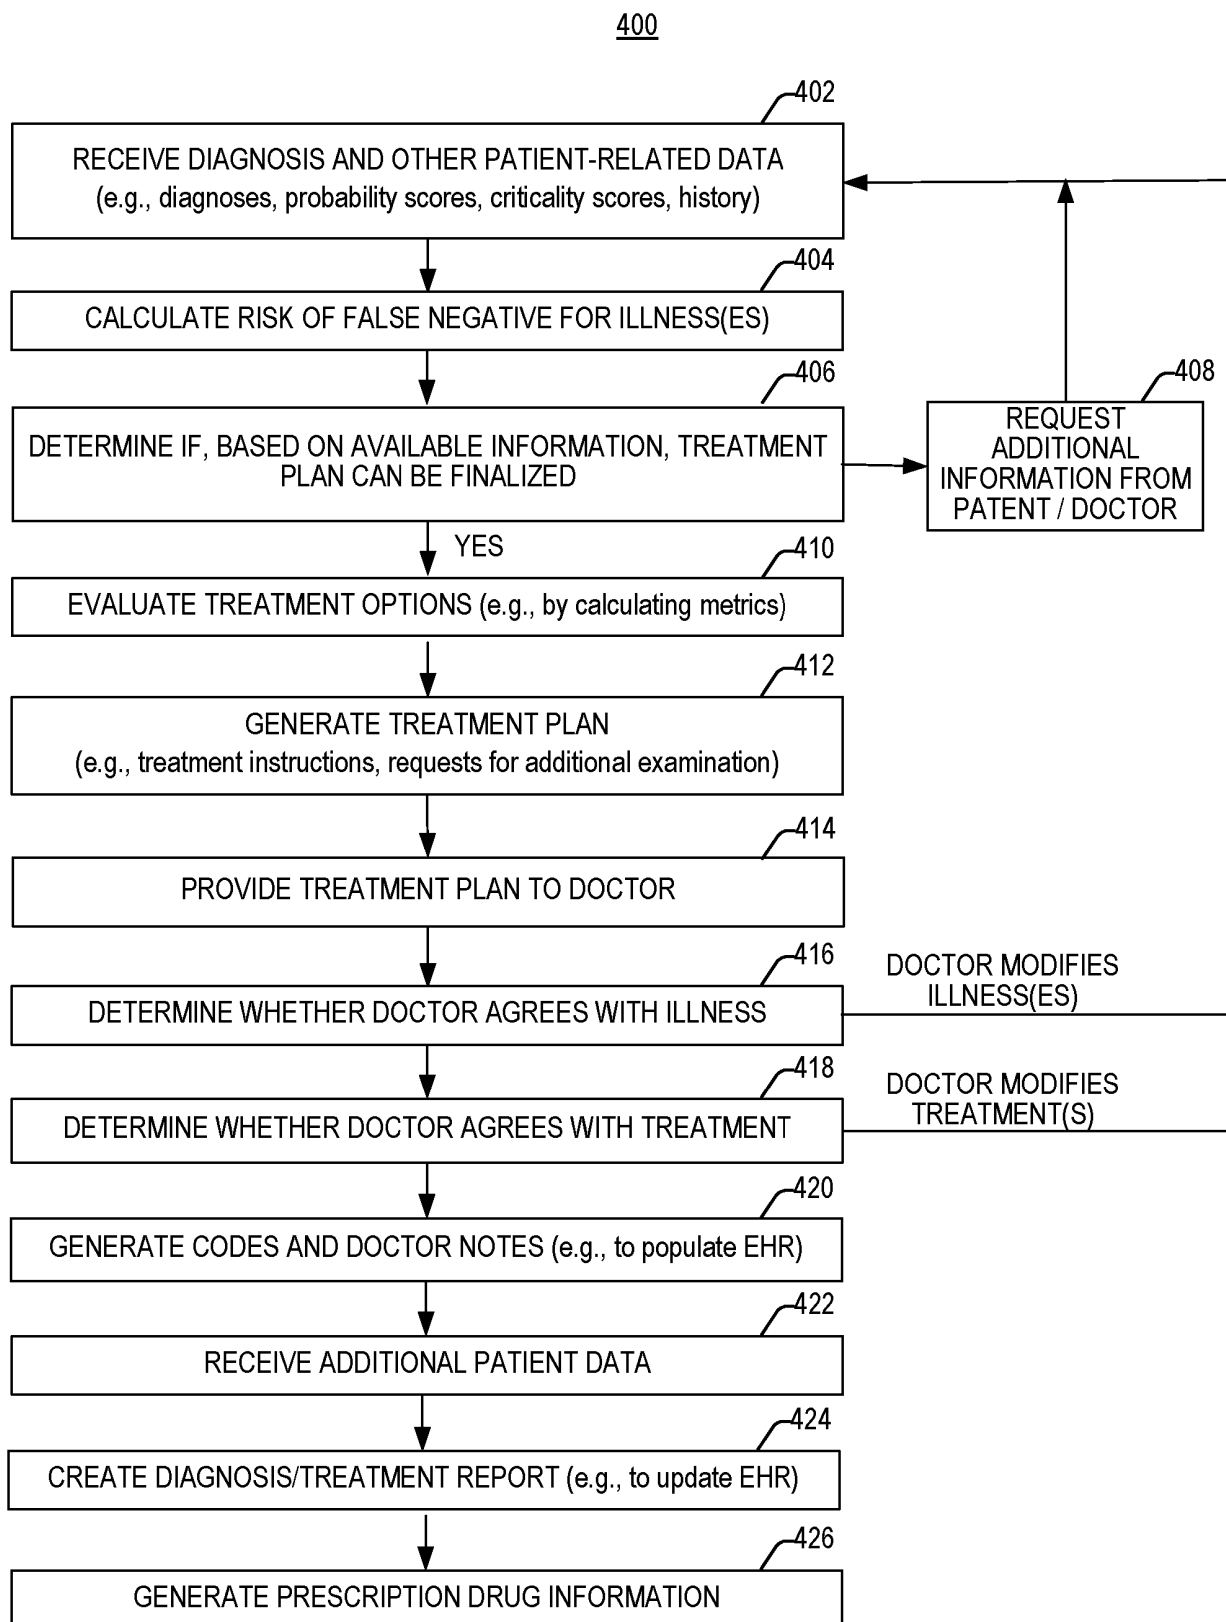 400
402
RECEIVE DIAGNOSIS AND OTHER PATIENT-RELATED DATA
(e.g., diagnoses, probability scores, criticality scores, history)
404
CALCULATE RISK OF FALSE NEGATIVE FOR ILLNESS(ES)
406
DETERMINE IF, BASED ON AVAILABLE INFORMATION, TREATMENT
PLAN CAN BE FINALIZED
408
REQUEST
ADDITIONAL
INFORMATION FROM
PATENT / DOCTOR
YES
410
EVALUATE TREATMENT OPTIONS (e.g., by calculating metrics)
412
GENERATE TREATMENT PLAN
(e.g., treatment instructions, requests for additional examination)
414
PROVIDE TREATMENT PLAN TO DOCTOR
416
DETERMINE WHETHER DOCTOR AGREES WITH ILLNESS
DOCTOR MODIFIES
ILLNESS(ES)
418
DETERMINE WHETHER DOCTOR AGREES WITH TREATMENT
DOCTOR MODIFIES
TREATMENT(S)
420
GENERATE CODES AND DOCTOR NOTES (e.g., to populate EHR)
422
RECEIVE ADDITIONAL PATIENT DATA
424
CREATE DIAGNOSIS/TREATMENT REPORT (e.g., to update EHR)
426
GENERATE PRESCRIPTION DRUG INFORMATION